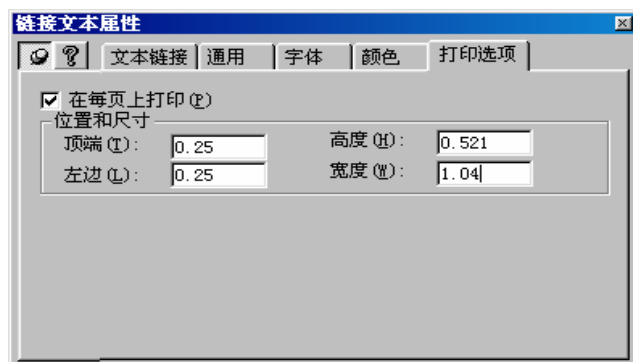 链接文本属性
文本链接 通用 字体 颜色 打印选项
在每页上打印(P)
位置和尺寸
顶端(T): 0.25 高度(H): 0.521
左边(L): 0.25 宽度(W): 1.04